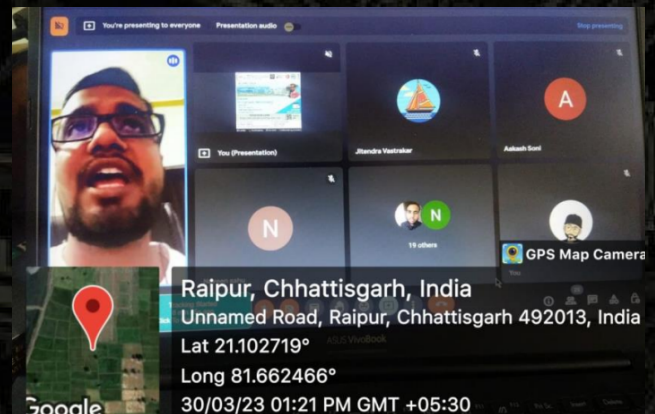 You're presenting to everyone Presentation audio Stop presenting
You (Presentation)
Jitendra Vastrakar
A
Aakash Soni
N
N
19 others
You
GPS Map Camera
ASUS VivoBook
Google
Raipur, Chhattisgarh, India
Unnamed Road, Raipur, Chhattisgarh 492013, India
Lat 21.102719°
Long 81.662466°
30/03/23 01:21 PM GMT +05:30